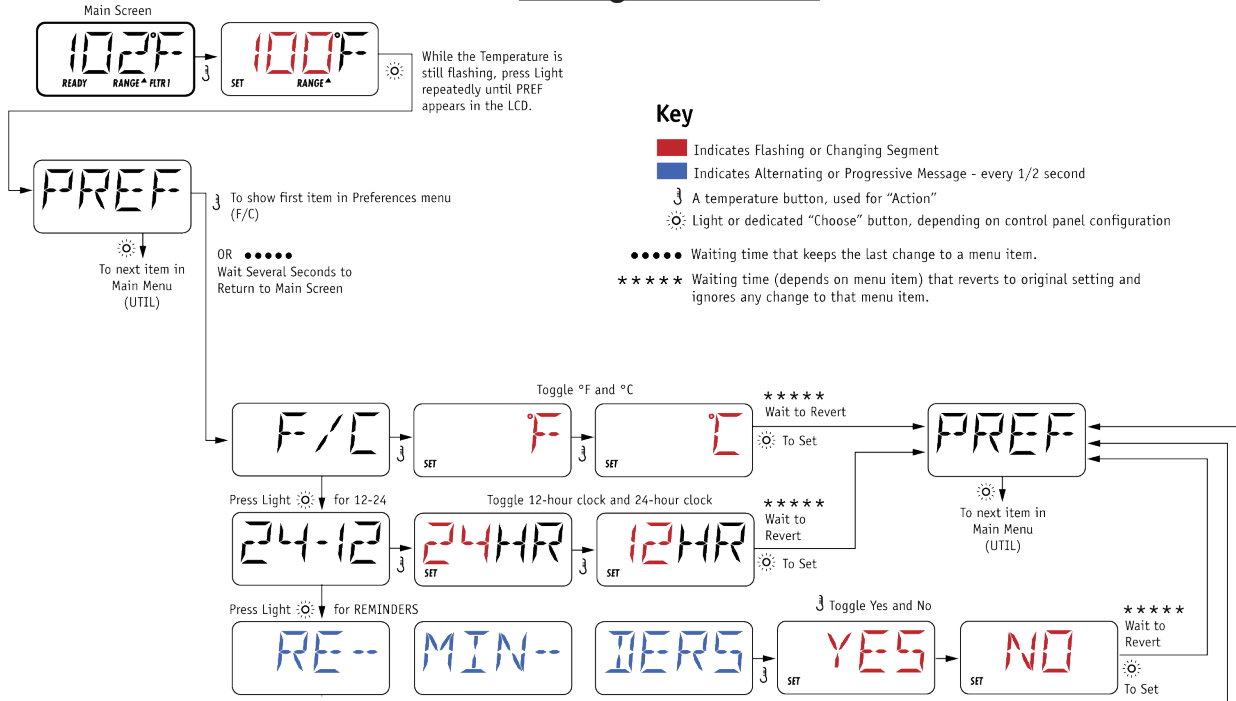 Main Screen
102°F
READY RANGE FLTR1
100°F
SET RANGE
While the Temperature is
still flashing, press Light
repeatedly until PREF
appears in the LCD.
Key
Indicates Flashing or Changing Segment
Indicates Alternating or Progressive Message - every 1/2 second
A temperature button, used for “Action”
Light or dedicated “Choose” button, depending on control panel configuration
●●●●● Waiting time that keeps the last change to a menu item.
***** Waiting time (depends on menu item) that reverts to original setting and
ignores any change to that menu item.
PREF
To show first item in Preferences menu
(F/C)
OR ●●●●●
Wait Several Seconds to
Return to Main Screen
To next item in
Main Menu
(UTIL)
Toggle °F and °C
F/C
°F
SET
°C
SET
*****
Wait to Revert
To Set
PREF
To next item in
Main Menu
(UTIL)
Press Light for 12-24
Toggle 12-hour clock and 24-hour clock
24-12
24HR
SET
12HR
SET
*****
Wait to
Revert
To Set
Press Light for REMINDERS
Toggle Yes and No
RE--
MIN--
DERS
YES
SET
NO
SET
*****
Wait to
Revert
To Set